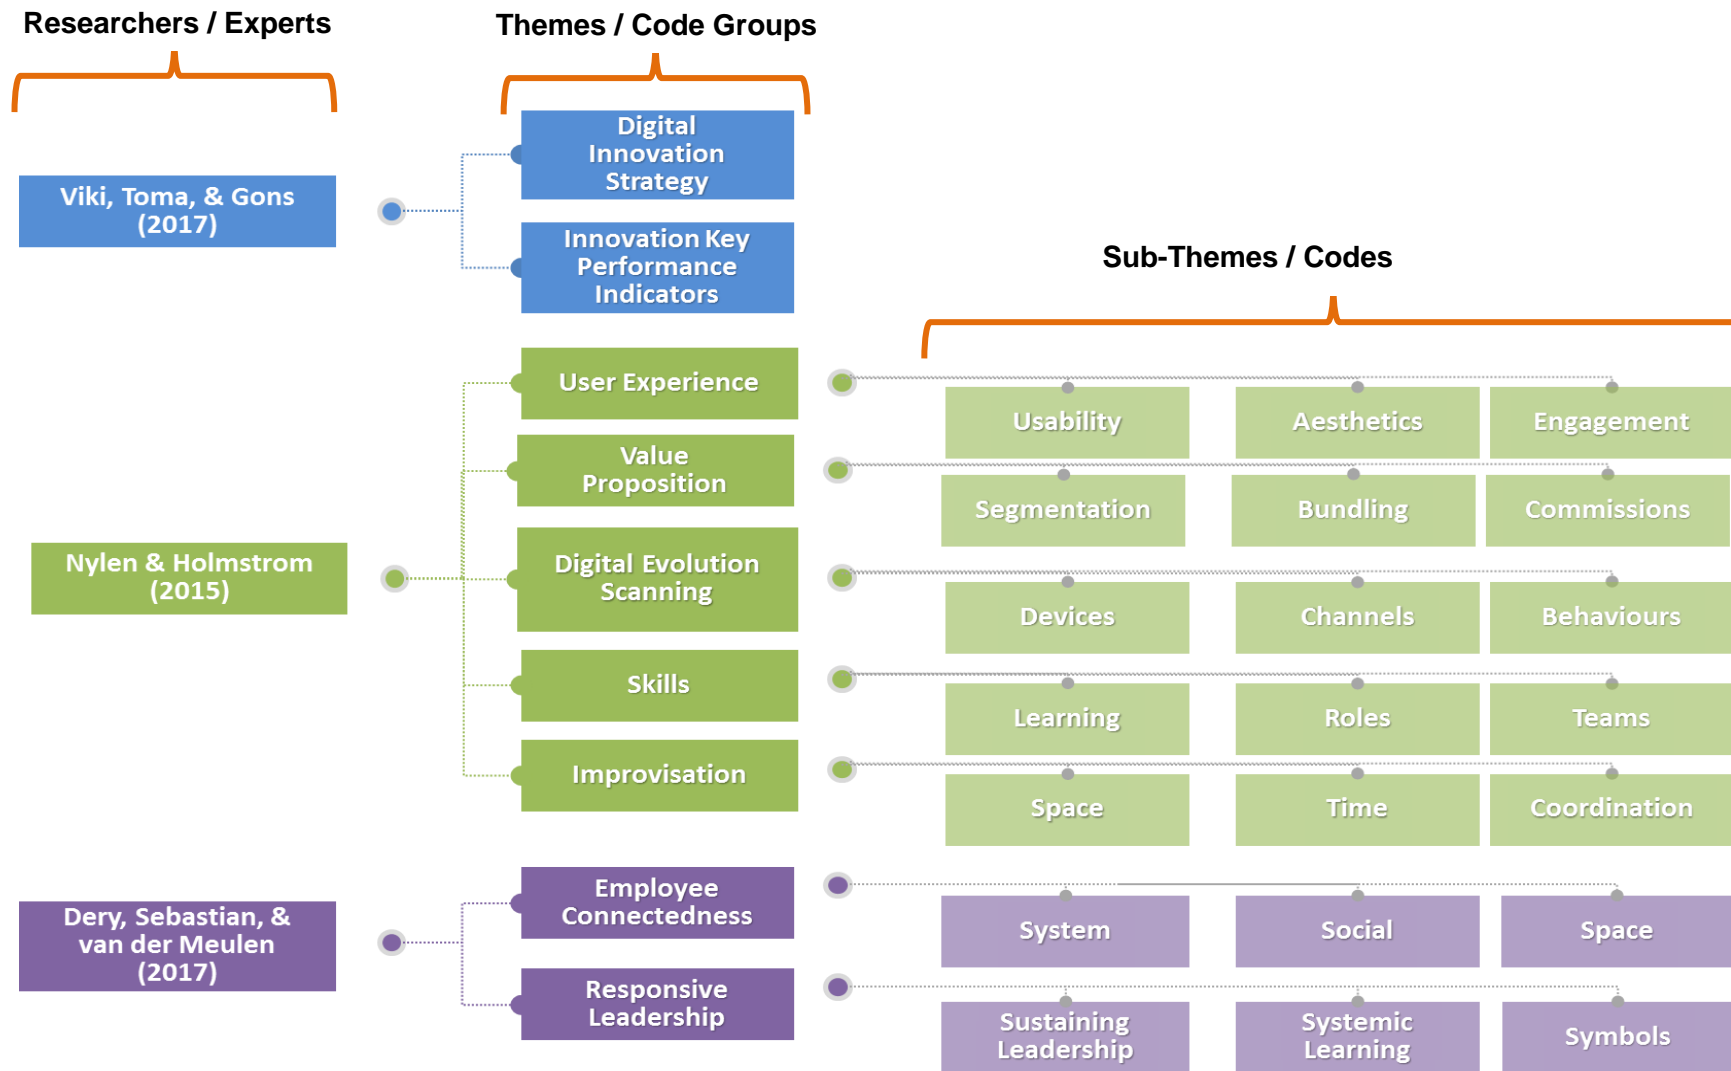 Researchers / Experts
Themes / Code Groups
Digital
Innovation
Strategy
Viki, Toma, & Gons
(2017)
Innovation Key
Performance
Indicators
Sub-Themes / Codes
User Experience
Usability
Aesthetics
Engagement
Value
Proposition
Segmentation
Bundling
Commissions
Nylen & Holmstrom
(2015)
Digital Evolution
Scanning
Devices
Channels
Behaviours
Skills
Learning
Roles
Teams
Improvisation
Space
Time
Coordination
Dery, Sebastian, &
van der Meulen
(2017)
Employee
Connectedness
System
Social
Space
Responsive
Leadership
Sustaining
Leadership
Systemic
Learning
Symbols